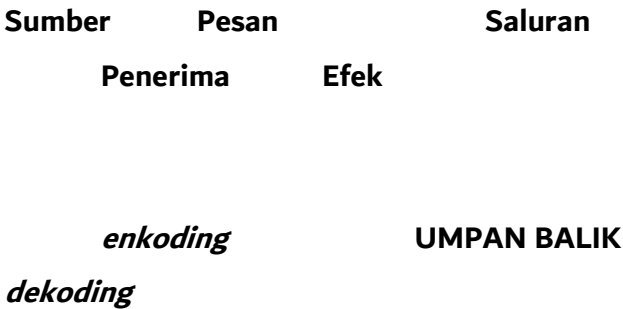 Sumber Pesan Saluran
Penerima Efek
enkoding UMPAN BALIK
dekoding